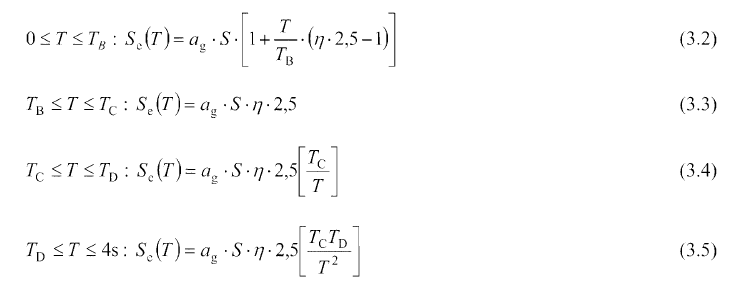 0 ≤ T ≤ T_B : S_e(T) = a_g · S · [1 + T/T_B · (η · 2,5 − 1)] (3.2)
T_B ≤ T ≤ T_C : S_e(T) = a_g · S · η · 2,5 (3.3)
T_C ≤ T ≤ T_D : S_e(T) = a_g · S · η · 2,5 [T_C/T] (3.4)
T_D ≤ T ≤ 4s : S_e(T) = a_g · S · η · 2,5 [T_C T_D/T²] (3.5)